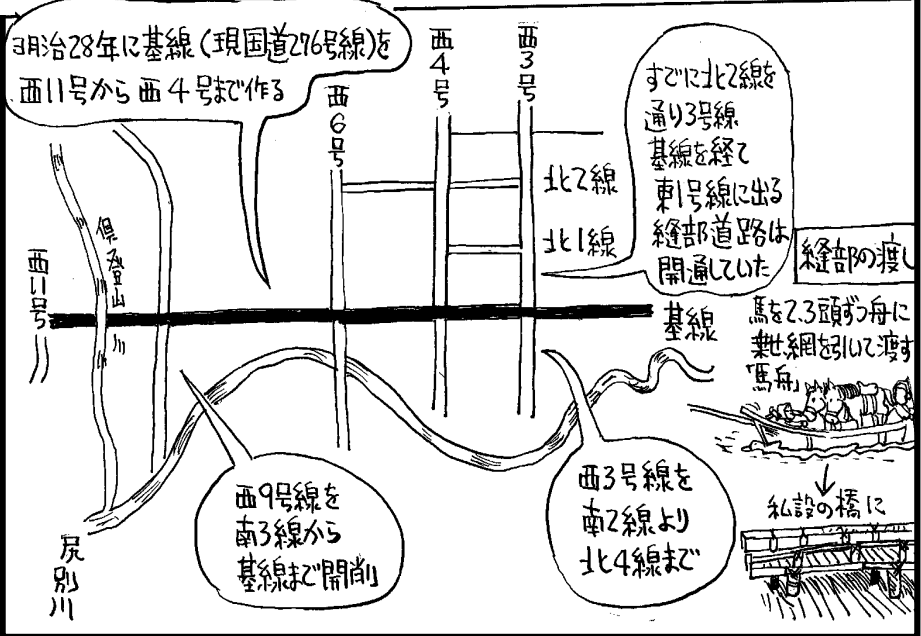 明治28年に基線（現国道276号線）を
西11号から西4号まで作る
西4号
西3号
西6号
すでに北2線を
通り3号線
基線を経て
東1号線に出る
縫部道路は
開通していた
北2線
北1線
倶登山川
西11号
基線
縫部の渡し
馬を2.3頭ずつ舟に
乗せ、綱を引いて渡す
「馬舟」
西9号線を
南3線から
基線まで開削
西3号線を
南2線より
北4線まで
私設の橋に
尻別川